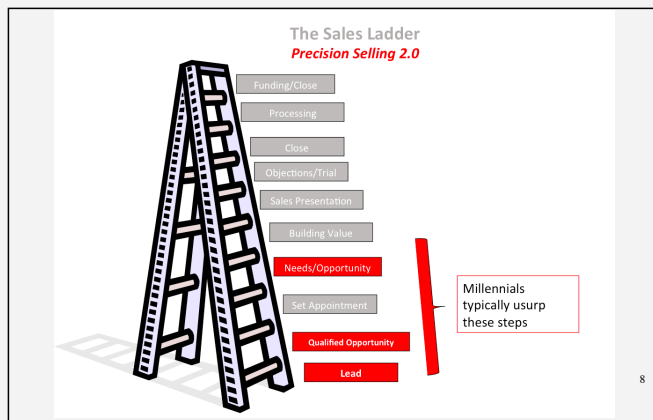 The Sales Ladder
Precision Selling 2.0
Funding/Close
Processing
Close
Objections/Trial
Sales Presentation
Building Value
Needs/Opportunity
Set Appointment
Qualified Opportunity
Lead
Millennials
typically usurp
these steps
8